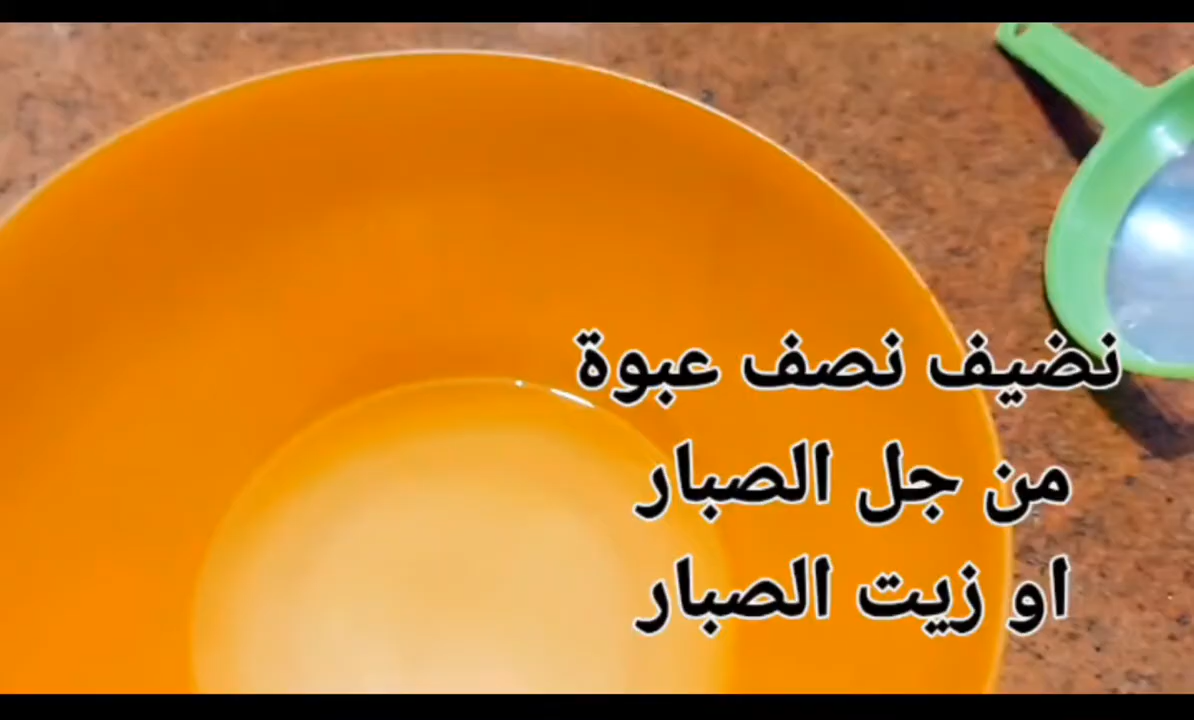 نضيف نصف عبوة
من جل الصبار
او زيت الصبار